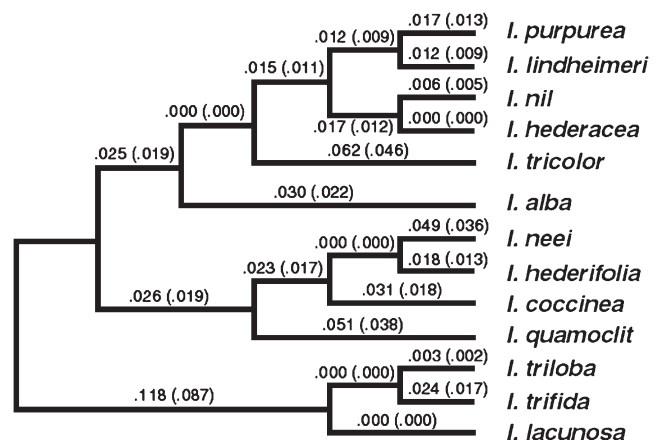 .017 (.013)
I. purpurea
.012 (.009)
.012 (.009)
I. lindheimeri
.015 (.011)
.006 (.005)
I. nil
.000 (.000)
.000 (.000)
I. hederacea
.017 (.012)
.025 (.019)
.062 (.046)
I. tricolor
.030 (.022)
I. alba
.049 (.036)
I. neei
.000 (.000)
.018 (.013)
I. hederifolia
.023 (.017)
.031 (.018)
I. coccinea
.026 (.019)
.051 (.038)
I. quamoclit
.003 (.002)
I. triloba
.000 (.000)
.024 (.017)
I. trifida
.118 (.087)
.000 (.000)
I. lacunosa